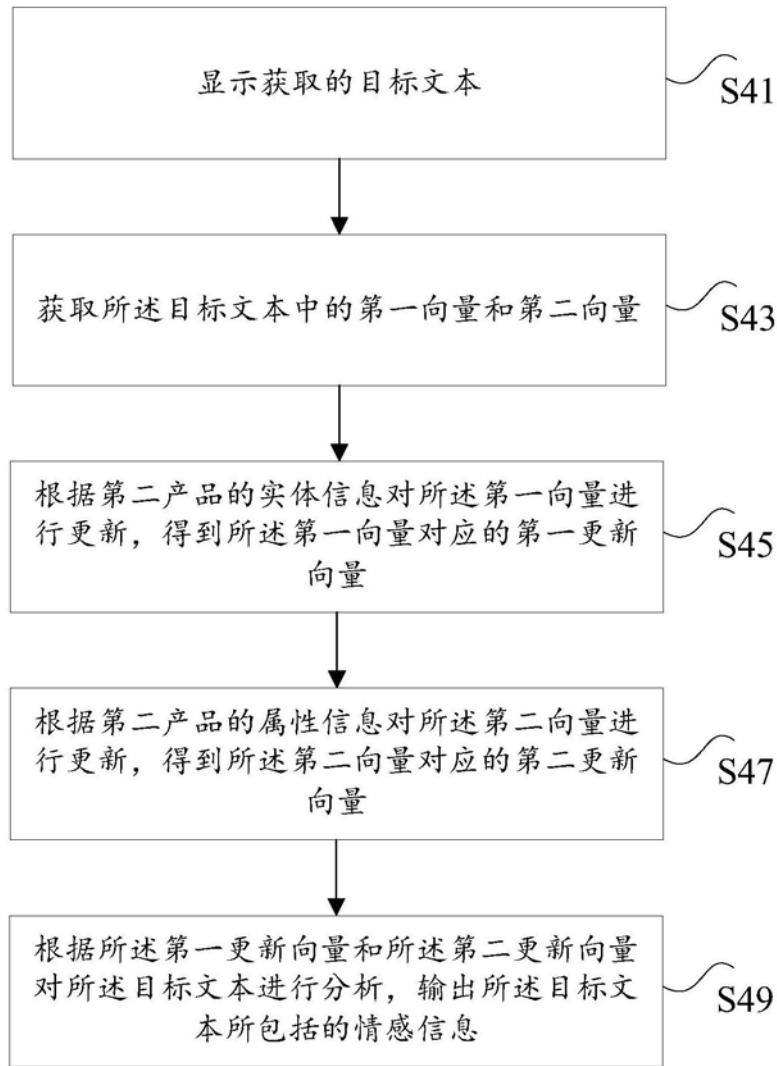 显示获取的目标文本
S41
获取所述目标文本中的第一向量和第二向量
S43
根据第二产品的实体信息对所述第一向量进
行更新，得到所述第一向量对应的第一更新
向量
S45
根据第二产品的属性信息对所述第二向量进
行更新，得到所述第二向量对应的第二更新
向量
S47
根据所述第一更新向量和所述第二更新向量
对所述目标文本进行分析，输出所述目标文
本所包括的情感信息
S49